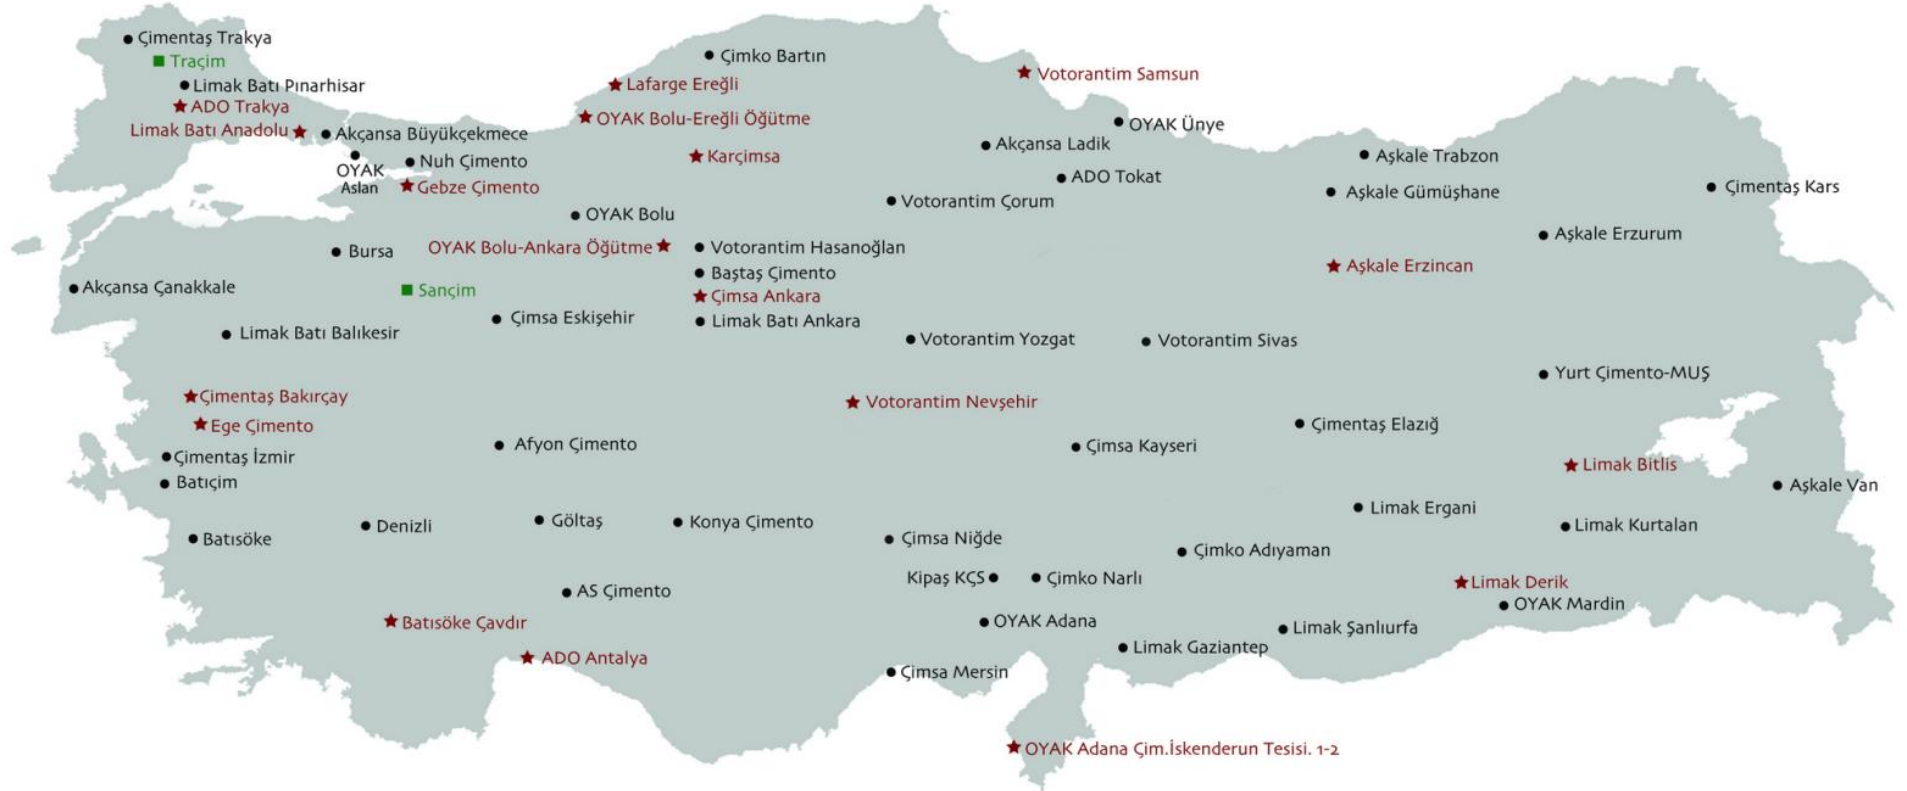 Çimentaş Trakya
Traçim
Limak Batı Pınarhisar
ADO Trakya
Limak Batı Anadolu
Akçansa Büyükçekmece
OYAK
Aslan
Nuh Çimento
Gebze Çimento
Çimko Bartın
Lafarge Ereğli
OYAK Bolu-Ereğli Öğütme
Karçimsa
Votorantim Samsun
OYAK Ünye
Akçansa Ladik
ADO Tokat
Votorantim Çorum
Aşkale Trabzon
Aşkale Gümüşhane
Çimentaş Kars
Aşkale Erzurum
Aşkale Erzincan
OYAK Bolu
Bursa
OYAK Bolu-Ankara Öğütme
Votorantim Hasanoğlan
Baştaş Çimento
Çimsa Ankara
Limak Batı Ankara
Akçansa Çanakkale
Sançim
Çimsa Eskişehir
Limak Batı Balıkesir
Votorantim Yozgat
Votorantim Sivas
Yurt Çimento-MUŞ
Çimentaş Bakırçay
Ege Çimento
Votorantim Nevşehir
Çimentaş Elazığ
Afyon Çimento
Çimsa Kayseri
Çimentaş İzmir
Batıçim
Limak Bitlis
Aşkale Van
Limak Ergani
Limak Kurtalan
Denizli
Göltaş
Konya Çimento
Batısöke
Çimsa Niğde
Çimko Adıyaman
Kipaş KÇS
Çimko Narlı
Limak Derik
AS Çimento
OYAK Mardin
Batısöke Çavdır
OYAK Adana
Limak Şanlıurfa
Limak Gaziantep
ADO Antalya
Çimsa Mersin
OYAK Adana Çim.İskenderun Tesisi. 1-2